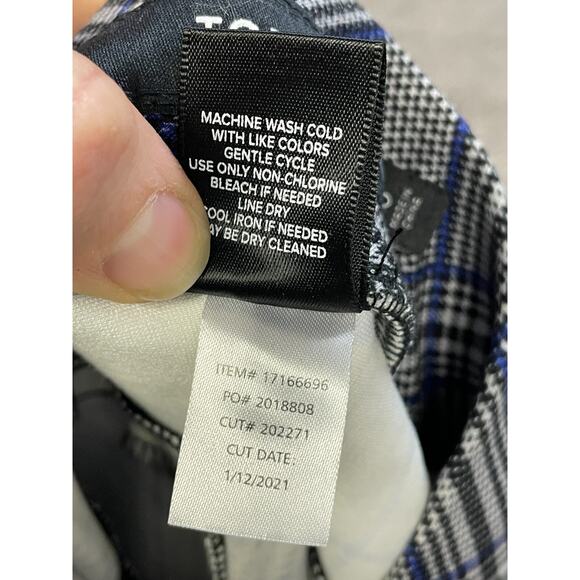 MACHINE WASH COLD
WITH LIKE COLORS
GENTLE CYCLE
USE ONLY NON-CHLORINE
BLEACH IF NEEDED
LINE DRY
COOL IRON IF NEEDED
MAY BE DRY CLEANED
ITEM# 17166696
PO# 2018808
CUT# 202271
CUT DATE:
1/12/2021